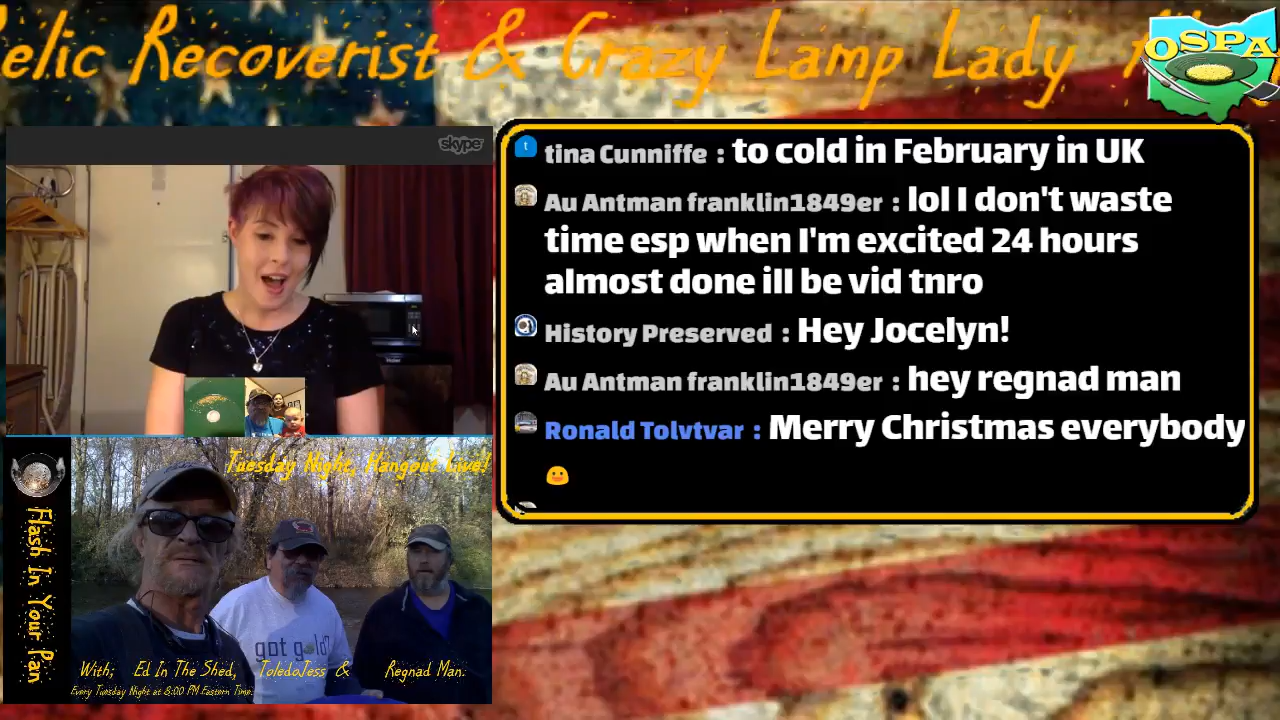 elic Recoverist & Crazy Lamp Lady
OSPA
skype
tina Cunniffe : to cold in February in UK
Au Antman franklin1849er : lol I don't waste
time esp when I'm excited 24 hours
almost done ill be vid tnro
History Preserved : Hey Jocelyn!
Au Antman franklin1849er : hey regnad man
Ronald Tolvtvar : Merry Christmas everybody
Tuesday Night, Hangout Live!
Flash In Your Pan
got gold?
With; Ed In The Shed, ToledoJess & Regnad Man.
Every Tuesday Night at 8:00 PM Eastern Time.